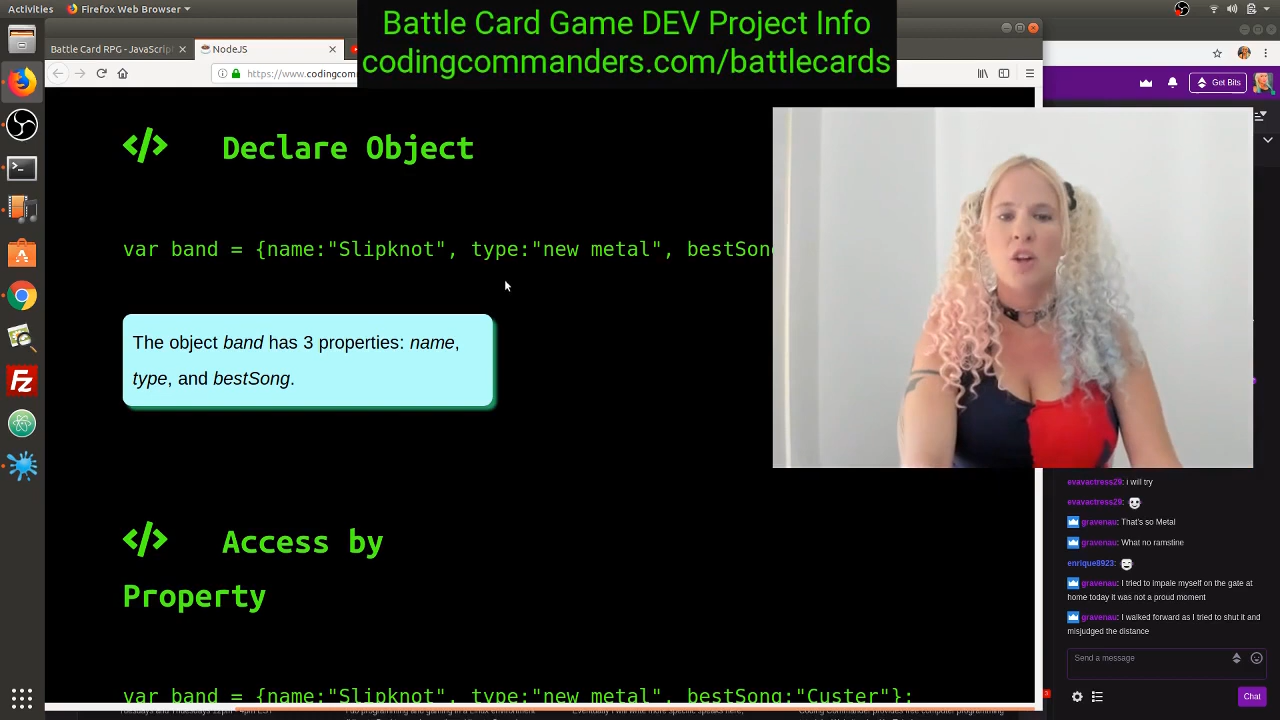 Activities
Firefox Web Browser
Battle Card Game DEV Project Info
codingcommanders.com/battlecards
Battle Card RPG - JavaScript
NodeJS
https://www.codingcom
Get Bits
</> Declare Object
var band = {name:"Slipknot", type:"new metal", bestSong
The object band has 3 properties: name,
type, and bestSong.
</> Access by
Property
var band = {name:"Slipknot", type:"new metal", bestSong:"Custer"};
evavactress29: i will try
evavactress29:
gravenau: That's so Metal
gravenau: What no ramstine
enrique8923:
gravenau: I tried to impale myself on the gate at
home today it was not a proud moment
gravenau: I walked forward as I tried to shut it and
misjudged the distance
Send a message
Chat